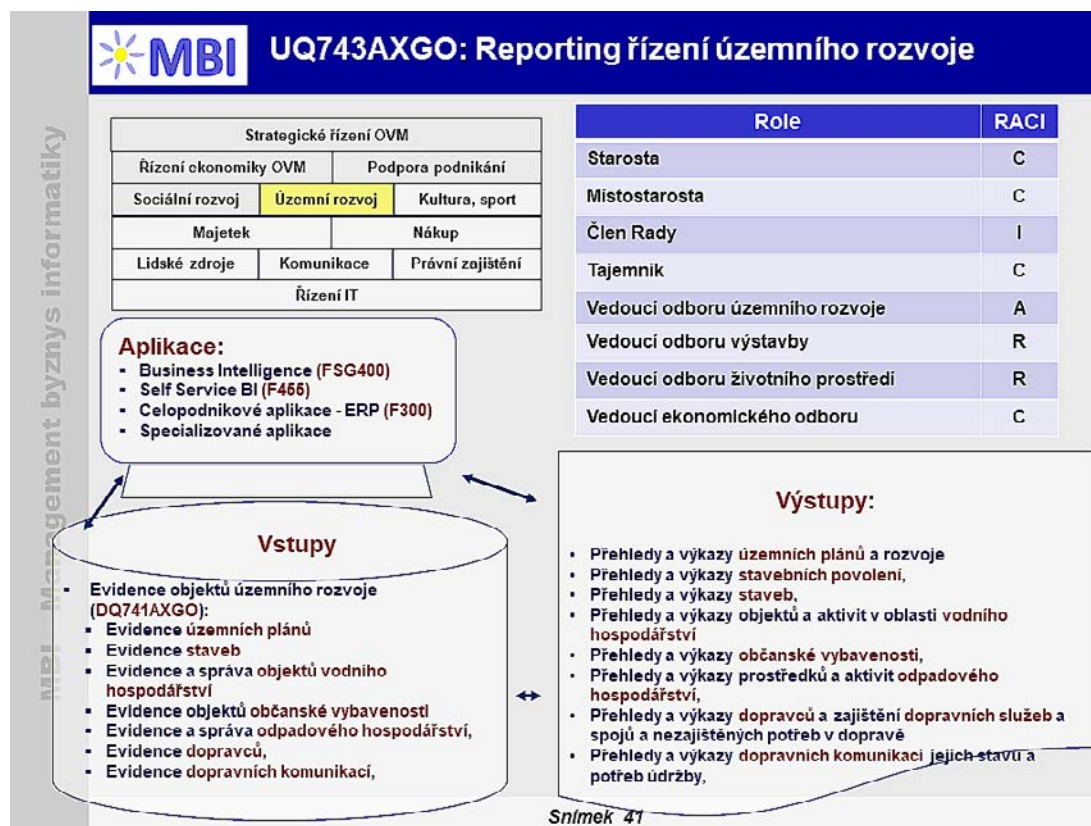 MBI
UQ743AXGO: Reporting řízení územního rozvoje
MBI Management byznys informatiky
Strategické řízení OVM
Řízení ekonomiky OVM
Podpora podnikání
Sociální rozvoj
Územní rozvoj
Kultura, sport
Majetek
Nákup
Lidské zdroje
Komunikace
Právní zajištění
Řízení IT
Role RACI
Starosta C
Místostarosta C
Člen Rady I
Tajemník C
Vedoucí odboru územního rozvoje A
Vedoucí odboru výstavby R
Vedoucí odboru životního prostředí R
Vedoucí ekonomického odboru C
Aplikace:
Business Intelligence (FSG400)
Self Service BI (F455)
Celopodnikové aplikace - ERP (F300)
Specializované aplikace
Vstupy
Evidence objektů územního rozvoje
(DQ741AXGO):
Evidence územních plánů
Evidence staveb
Evidence a správa objektů vodního
hospodářství
Evidence objektů občanské vybavenosti
Evidence a správa odpadového hospodářství,
Evidence dopravců,
Evidence dopravních komunikací,
Výstupy:
Přehledy a výkazy územních plánů a rozvoje
Přehledy a výkazy stavebních povolení,
Přehledy a výkazy staveb,
Přehledy a výkazy objektů a aktivit v oblasti vodního
hospodářství
Přehledy a výkazy občanské vybavenosti,
Přehledy a výkazy prostředků a aktivit odpadového
hospodářství,
Přehledy a výkazy dopravců a zajištění dopravních služeb a
spojů a nezajištěných potřeb v dopravě
Přehledy a výkazy dopravních komunikací jejich stavu a
potřeb údržby,
Snímek 41